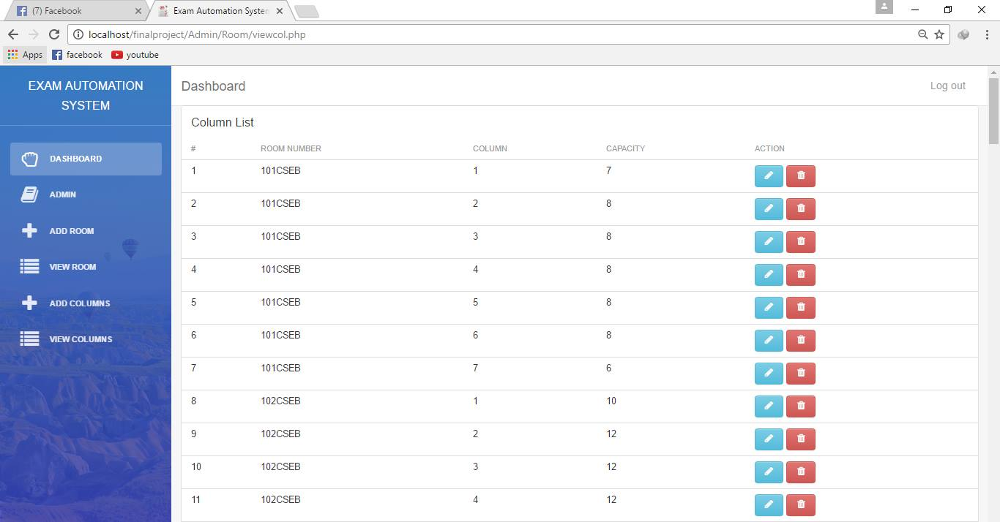 (7) Facebook
Exam Automation System
localhost/finalproject/Admin/Room/viewcol.php
Apps facebook youtube
EXAM AUTOMATION
SYSTEM
DASHBOARD
ADMIN
ADD ROOM
VIEW ROOM
ADD COLUMNS
VIEW COLUMNS
Dashboard Log out
Column List
# ROOM NUMBER COLUMN CAPACITY ACTION
1 101CSEB 1 7
2 101CSEB 2 8
3 101CSEB 3 8
4 101CSEB 4 8
5 101CSEB 5 8
6 101CSEB 6 8
7 101CSEB 7 6
8 102CSEB 1 10
9 102CSEB 2 12
10 102CSEB 3 12
11 102CSEB 4 12